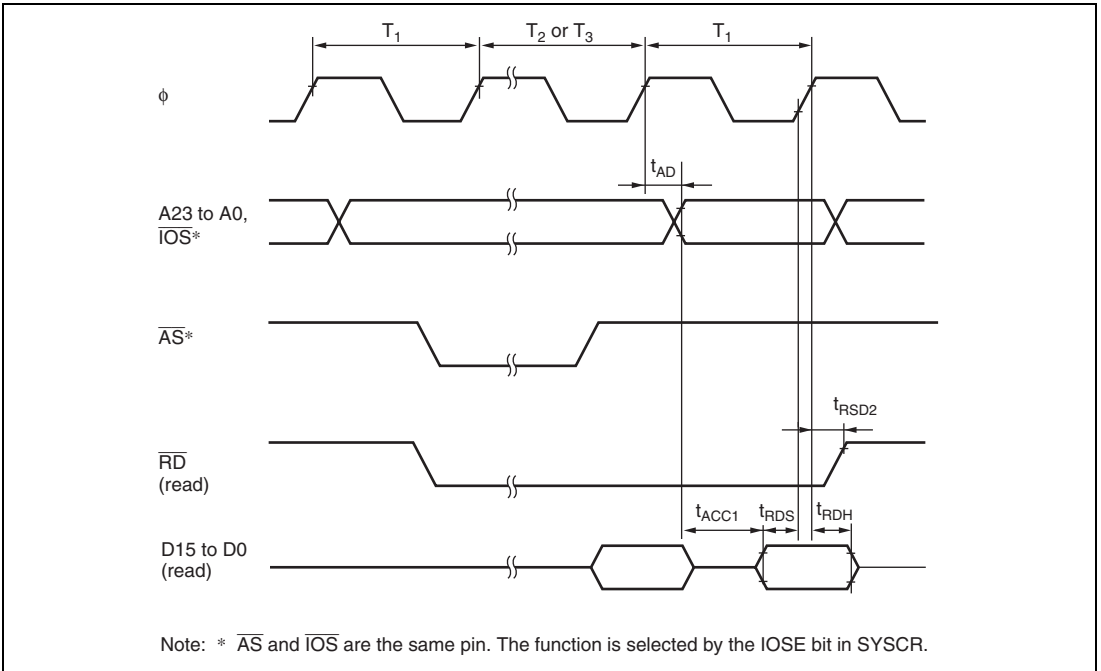 T1 T2 or T3 T1
φ
tAD
A23 to A0,
IOS*
AS*
tRSD2
RD
(read)
tACC1 tRDS tRDH
D15 to D0
(read)
Note: * AS and IOS are the same pin. The function is selected by the IOSE bit in SYSCR.